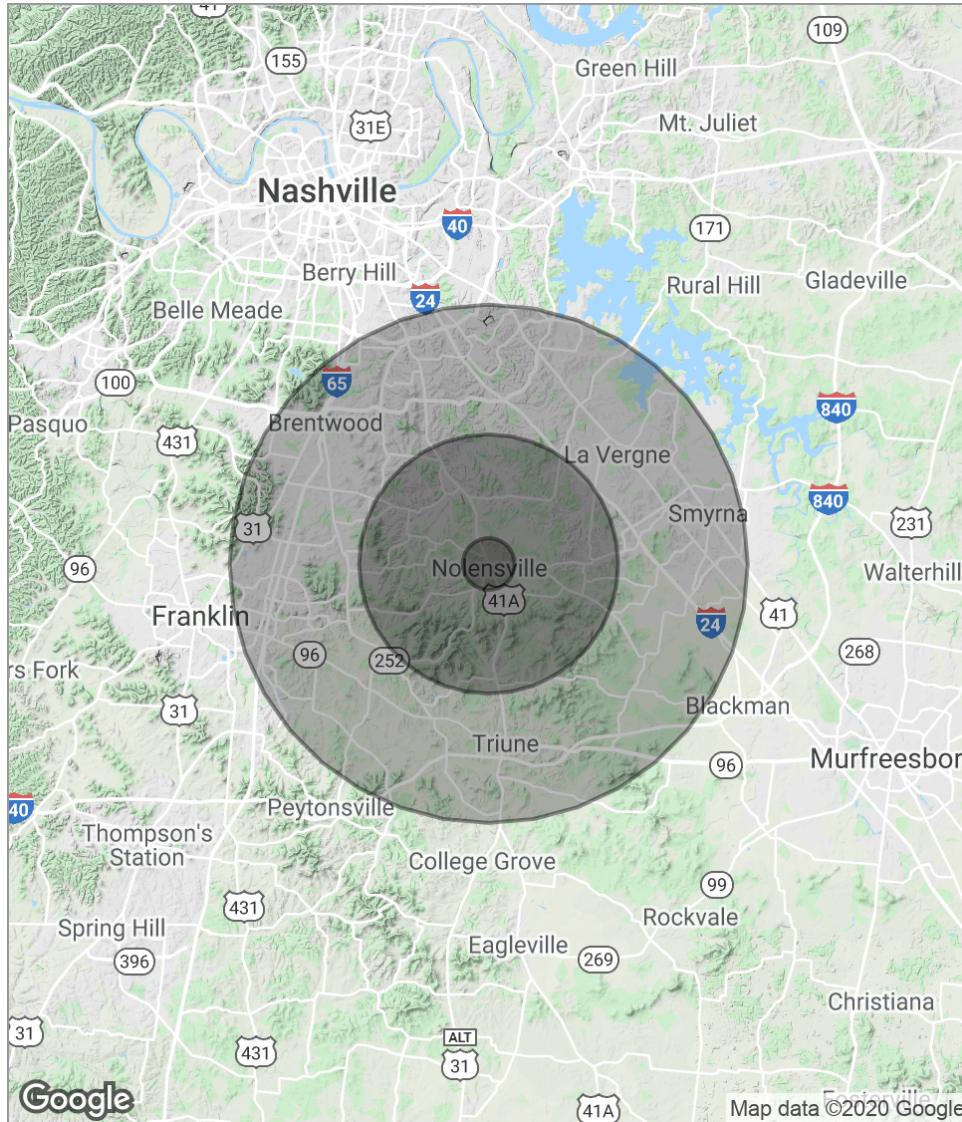 41
109
155
Green Hill
31E
Mt. Juliet
Nashville
40
171
Berry Hill
Rural Hill
Gladeville
24
Belle Meade
65
100
840
Brentwood
Pasquo
431
La Vergne
840
Smyrna
231
31
96
Nolensville
Walterhill
41A
Franklin
41
24
96
252
268
rs Fork
31
Blackman
Triune
96
Murfreesbor
40
Peytonsville
Thompson's
Station
College Grove
99
431
Rockvale
Spring Hill
Eagleville
396
269
Christiana
31
ALT
31
431
Google
41A
Fosterville
Map data ©2020 Google